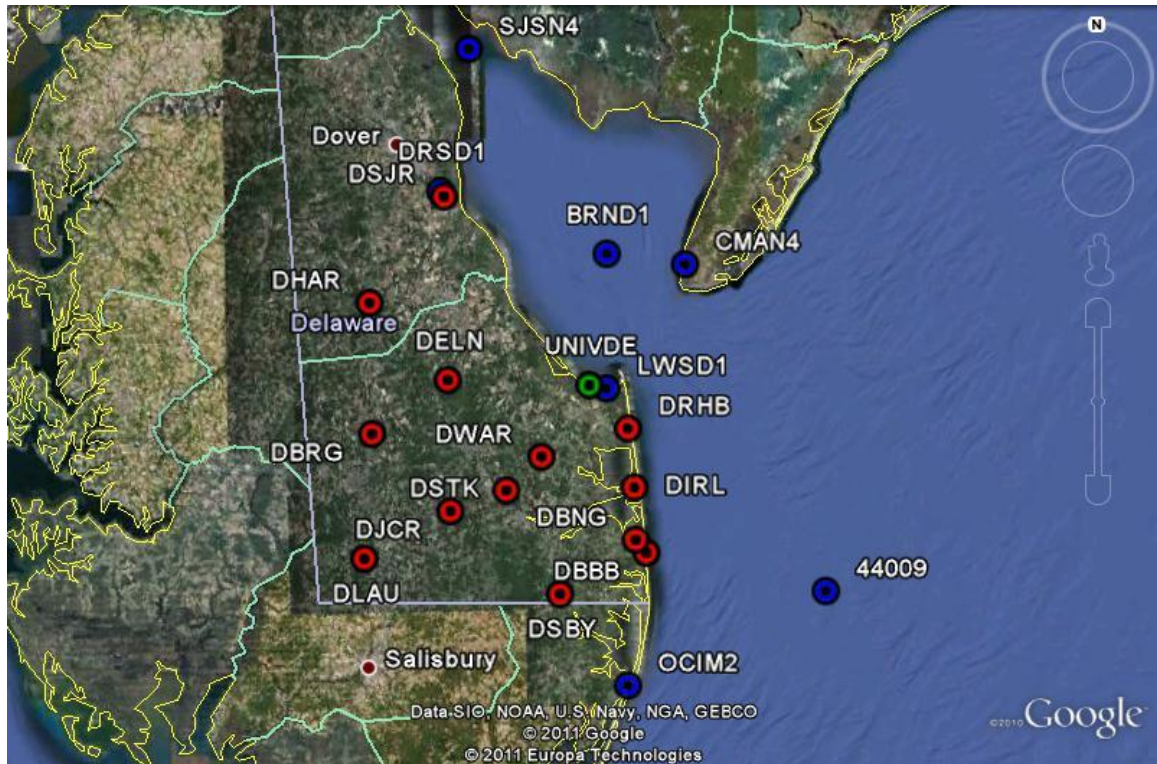 SJSN4
N
Dover
DRSD1
DSJR
BRND1
CMAN4
DHAR
Delaware
DELN
UNIVDE
LWSD1
DRHB
DBRG
DWAR
DSTK
DIRL
DBNG
DJCR
DBBB
44009
DLAU
DSBY
Salisbury
OCIM2
Data SIO, NOAA, U.S. Navy, NGA, GEBCO
© 2011 Google
© 2011 Europa Technologies
©2010 Google™